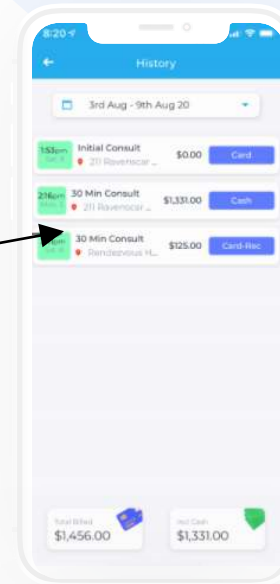 8:20
History
3rd Aug - 9th Aug 20
1:53pm Initial Consult $0.00 Card
211 Ravenscar ...
2:16pm 30 Min Consult $1,331.00 Cash
211 Ravenscar ...
30 Min Consult $125.00 Card-Rec
Rendezvous H...
Total Billed
$1,456.00
Incl Cash
$1,331.00